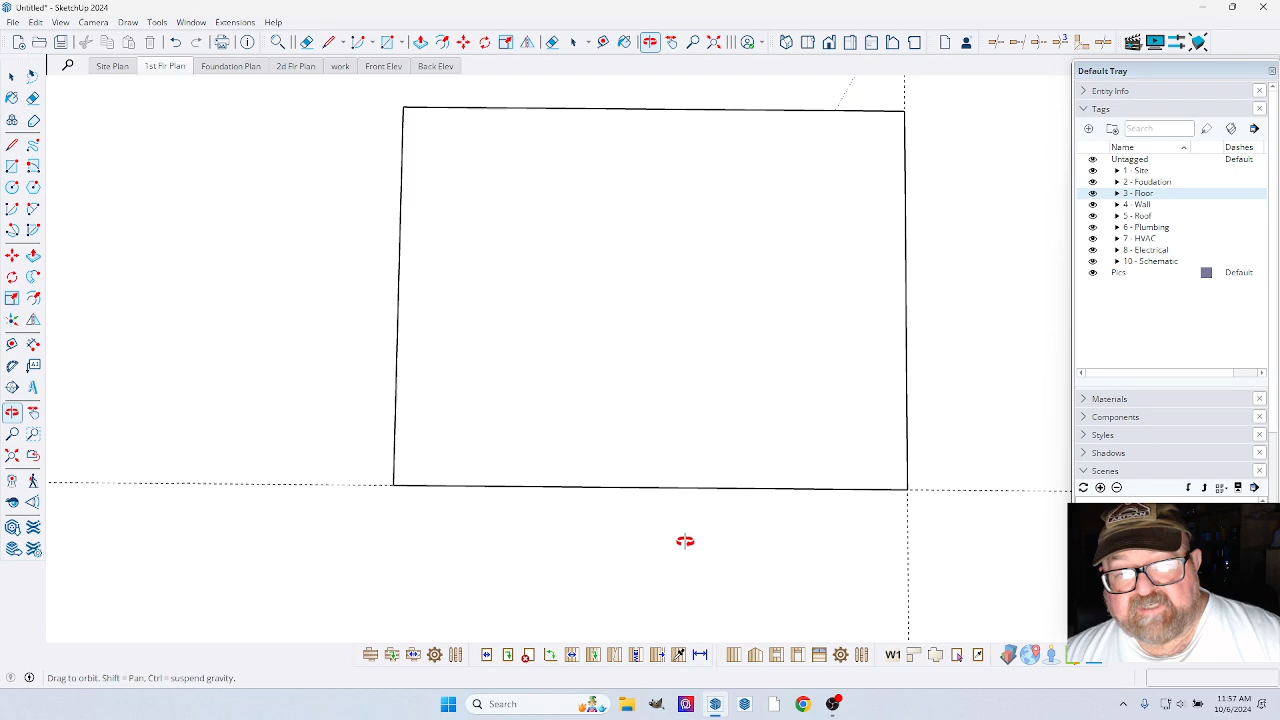 Untitled* - SketchUp 2024
File Edit View Camera Draw Tools Window Extensions Help
Site Plan 1st Flr Plan Foundation Plan 2d Flr Plan work Front Elev Back Elev
Default Tray
Entity Info
Tags
Search
Name Dashes
Untagged Default
1 - Site
2 - Foudation
3 - Floor
4 - Wall
5 - Roof
6 - Plumbing
7 - HVAC
8 - Electrical
10 - Schematic
Pics Default
Materials
Components
Styles
Shadows
Scenes
W1
Drag to orbit. Shift = Pan, Ctrl = suspend gravity.
Search
11:57 AM
10/6/2024